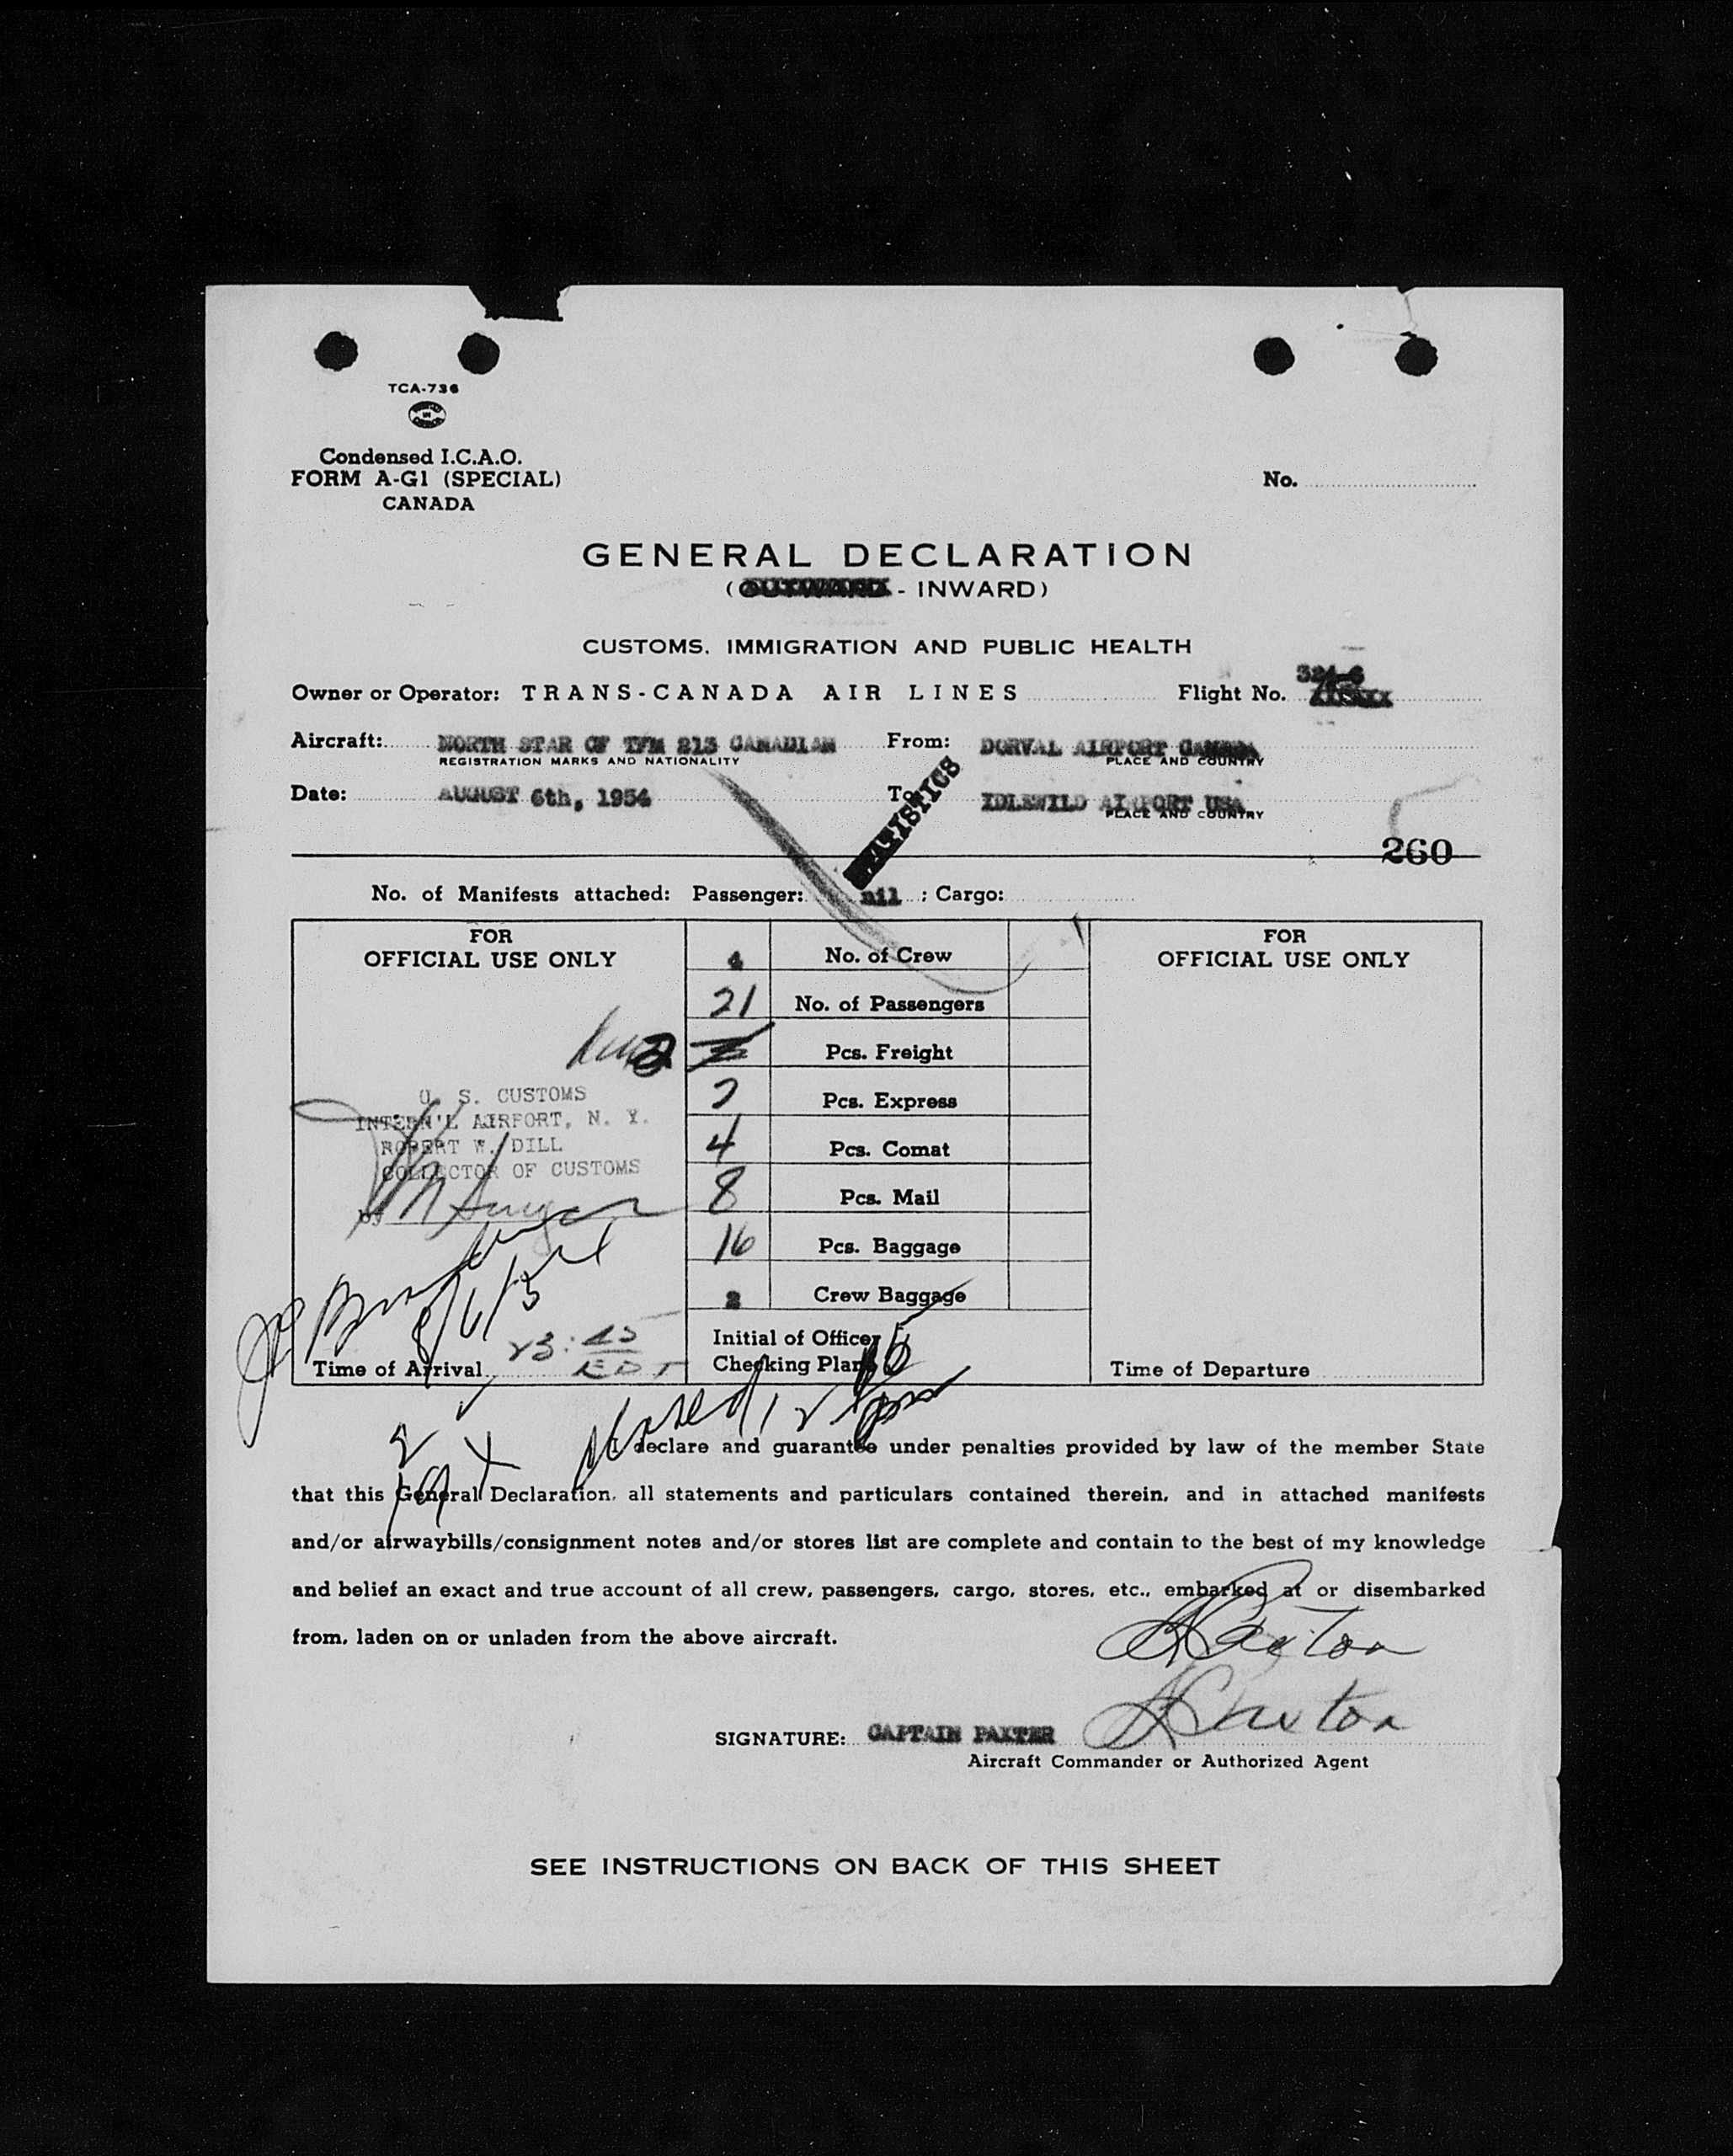 TCA-736
Condensed I.C.A.O.
FORM A-G1 (SPECIAL)
CANADA
No.
GENERAL DECLARATION
( - INWARD)
CUSTOMS, IMMIGRATION AND PUBLIC HEALTH
324-6
Owner or Operator: TRANS-CANADA AIR LINES Flight No.
Aircraft: NORTH STAR CF TFM 213 CANADIAN From: DORVAL AIRPORT CANADA
REGISTRATION MARKS AND NATIONALITY PLACE AND COUNTRY
Date: AUGUST 6th, 1954 To: IDLEWILD AIRPORT USA
PLACE AND COUNTRY
STATISTICS
260
No. of Manifests attached: Passenger: nil ; Cargo:
FOR
OFFICIAL USE ONLY
4 No. of Crew
21 No. of Passengers
2 Pcs. Freight
Pcs. Express
4 Pcs. Comat
8 Pcs. Mail
16 Pcs. Baggage
2 Crew Baggage
Initial of Officer
Checking Plane
FOR
OFFICIAL USE ONLY
U. S. CUSTOMS
INTERN'L AIRPORT, N. Y.
ROBERT W. DILL
COLLECTOR OF CUSTOMS
by
Time of Arrival 23:45
EDT
Time of Departure
I declare and guarantee under penalties provided by law of the member State
that this General Declaration, all statements and particulars contained therein, and in attached manifests
and/or airwaybills/consignment notes and/or stores list are complete and contain to the best of my knowledge
and belief an exact and true account of all crew, passengers, cargo, stores, etc., embarked at or disembarked
from, laden on or unladen from the above aircraft.
SIGNATURE: CAPTAIN PAXTER
Aircraft Commander or Authorized Agent
SEE INSTRUCTIONS ON BACK OF THIS SHEET